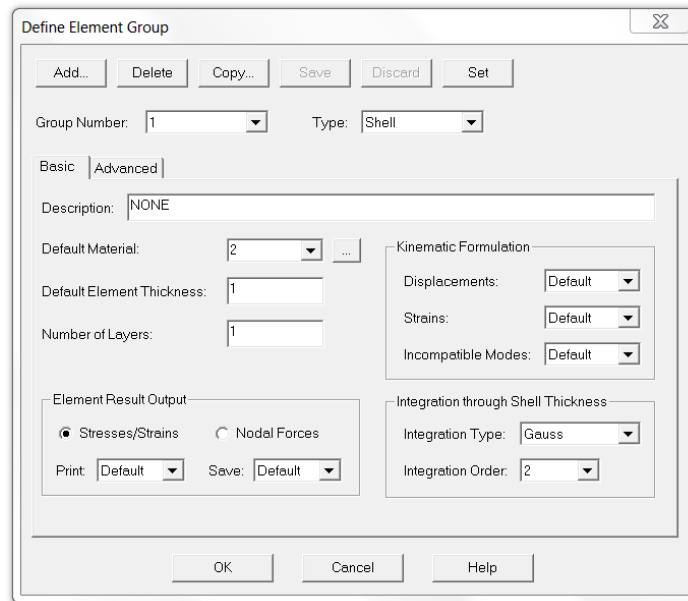 Define Element Group
Add... Delete Copy... Save Discard Set
Group Number: 1 Type: Shell
Basic Advanced
Description: NONE
Default Material: 2 ...
Default Element Thickness: 1
Number of Layers: 1
Kinematic Formulation
Displacements: Default
Strains: Default
Incompatible Modes: Default
Element Result Output
Stresses/Strains Nodal Forces
Print: Default Save: Default
Integration through Shell Thickness
Integration Type: Gauss
Integration Order: 2
OK Cancel Help